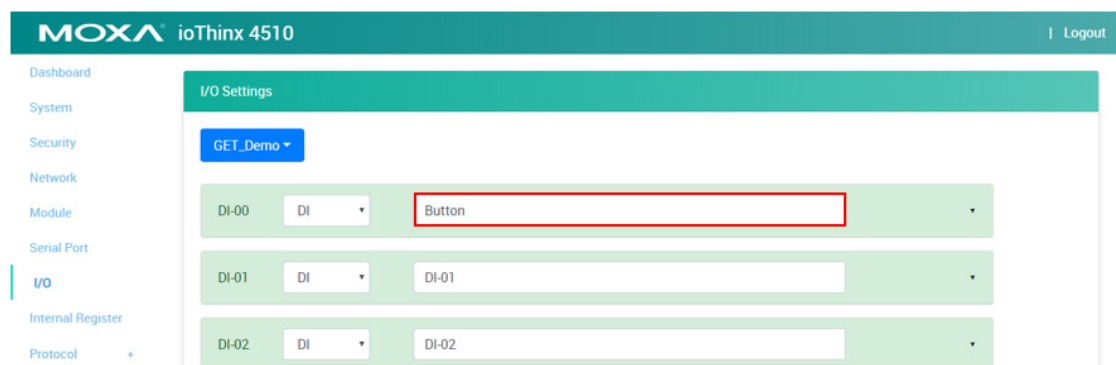 MOXA® ioThinx 4510
| Logout
Dashboard
System
Security
Network
Module
Serial Port
I/O
Internal Register
Protocol +
I/O Settings
GET_Demo
DI-00 DI Button
DI-01 DI DI-01
DI-02 DI DI-02